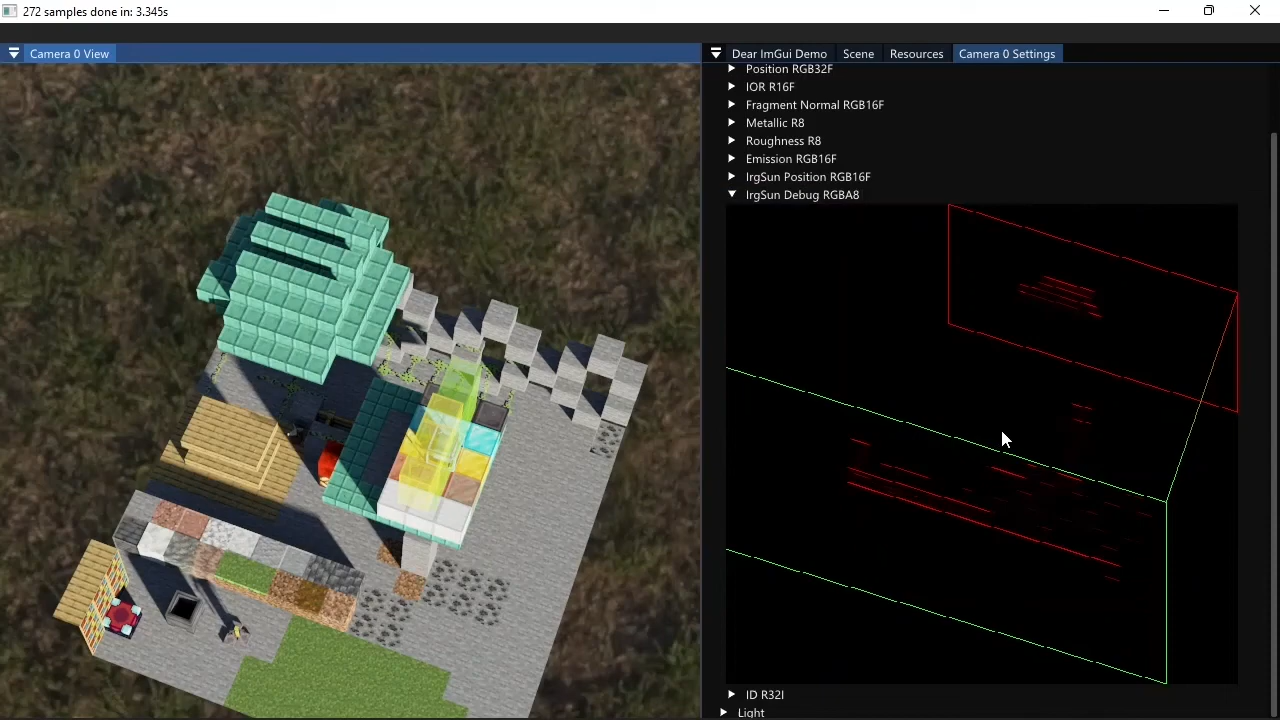 272 samples done in: 3.345s
Camera 0 View
Dear ImGui Demo Scene Resources Camera 0 Settings
Position RGB32F
IOR R16F
Fragment Normal RGB16F
Metallic R8
Roughness R8
Emission RGB16F
IrgSun Position RGB16F
IrgSun Debug RGBA8
ID R32I
Light